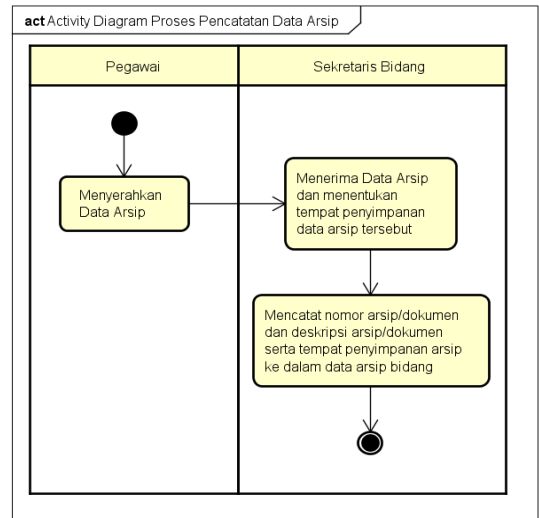 act Activity Diagram Proses Pencatatan Data Arsip
Pegawai
Sekretaris Bidang
Menyerahkan
Data Arsip
Menerima Data Arsip
dan menentukan
tempat penyimpanan
data arsip tersebut
Mencatat nomor arsip/dokumen
dan deskripsi arsip/dokumen
serta tempat penyimpanan arsip
ke dalam data arsip bidang